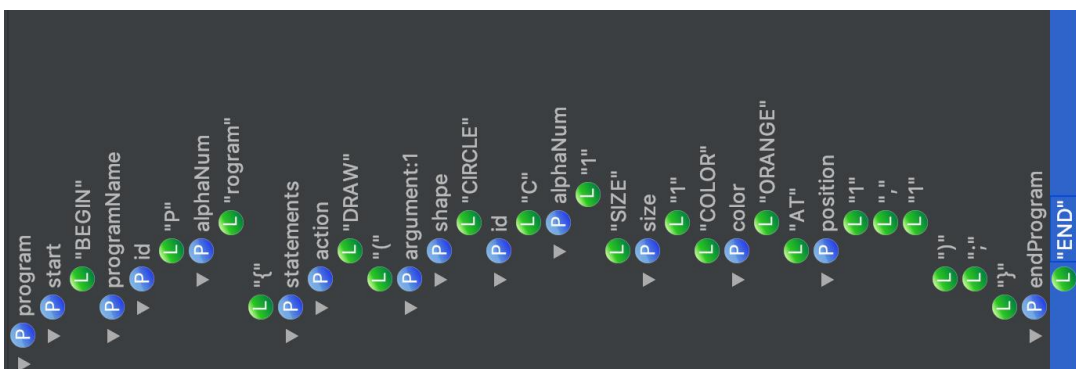 P program
P start
L "BEGIN"
P programName
P id
L "P"
P alphaNum
L "rogram"
L "{"
P statements
P action
L "DRAW"
L "("
P argument:1
P shape
L "CIRCLE"
P id
L "C"
P alphaNum
L "1"
L "SIZE"
P size
L "1"
L "COLOR"
P color
L "ORANGE"
L "AT"
P position
L "1"
L ","
L "1"
L ")"
L ";"
L "}"
P endProgram
L "END"